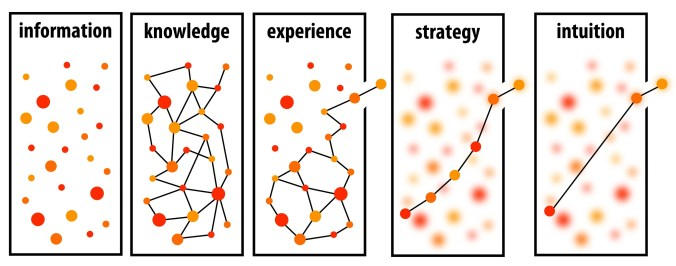 information
knowledge
experience
strategy
intuition